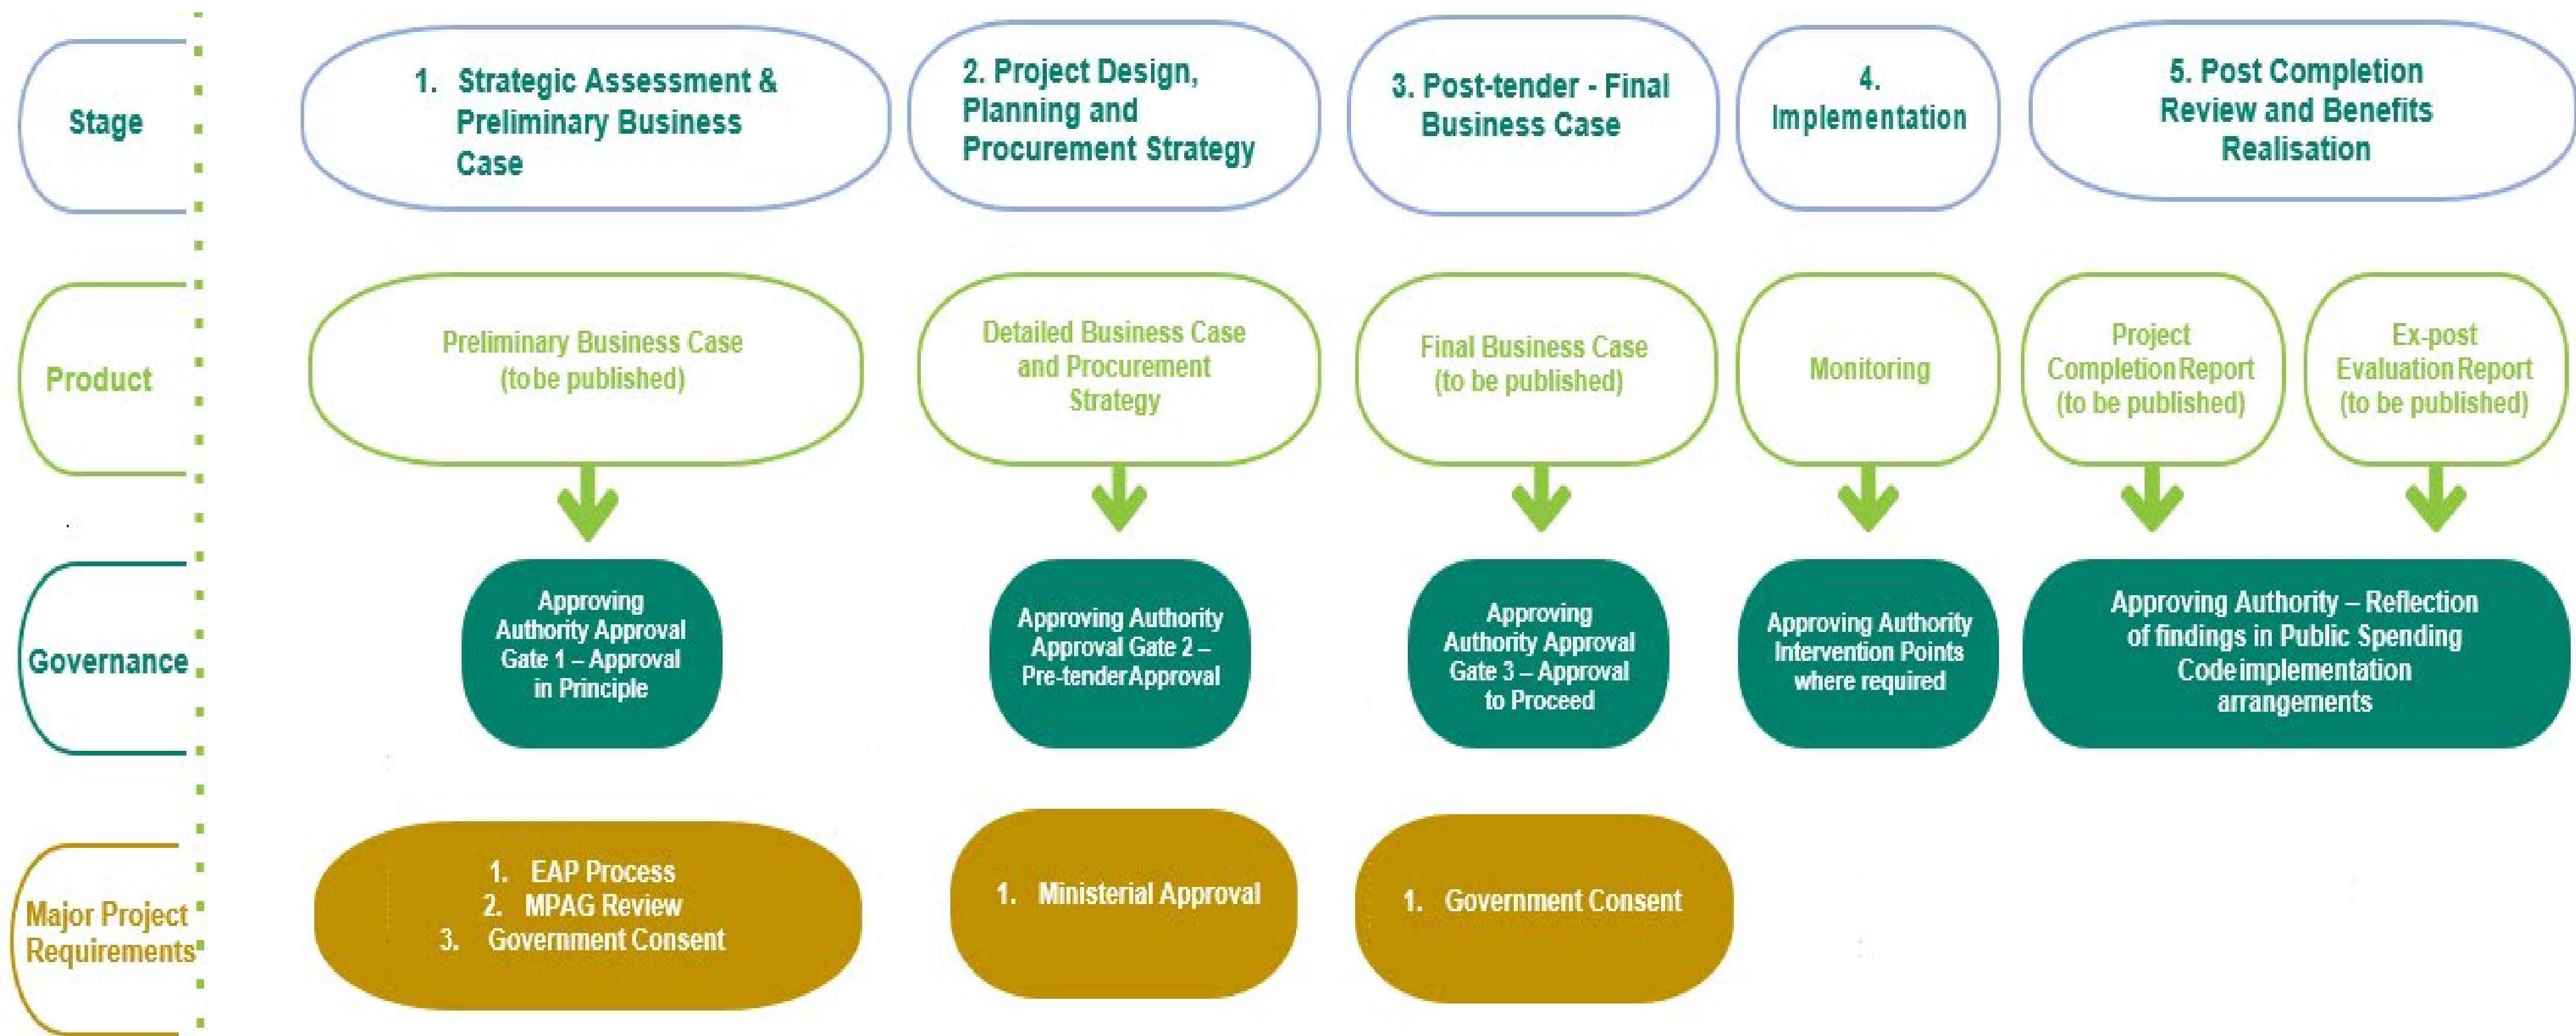 Stage
1. Strategic Assessment &
Preliminary Business
Case
2. Project Design,
Planning and
Procurement Strategy
3. Post-tender - Final
Business Case
4.
Implementation
5. Post Completion
Review and Benefits
Realisation
Product
Preliminary Business Case
(to be published)
Detailed Business Case
and Procurement
Strategy
Final Business Case
(to be published)
Monitoring
Project
Completion Report
(to be published)
Ex-post
Evaluation Report
(to be published)
Governance
Approving
Authority Approval
Gate 1 – Approval
in Principle
Approving Authority
Approval Gate 2 –
Pre-tender Approval
Approving
Authority Approval
Gate 3 – Approval
to Proceed
Approving Authority
Intervention Points
where required
Approving Authority – Reflection
of findings in Public Spending
Code implementation
arrangements
Major Project
Requirements
1. EAP Process
2. MPAG Review
3. Government Consent
1. Ministerial Approval
1. Government Consent